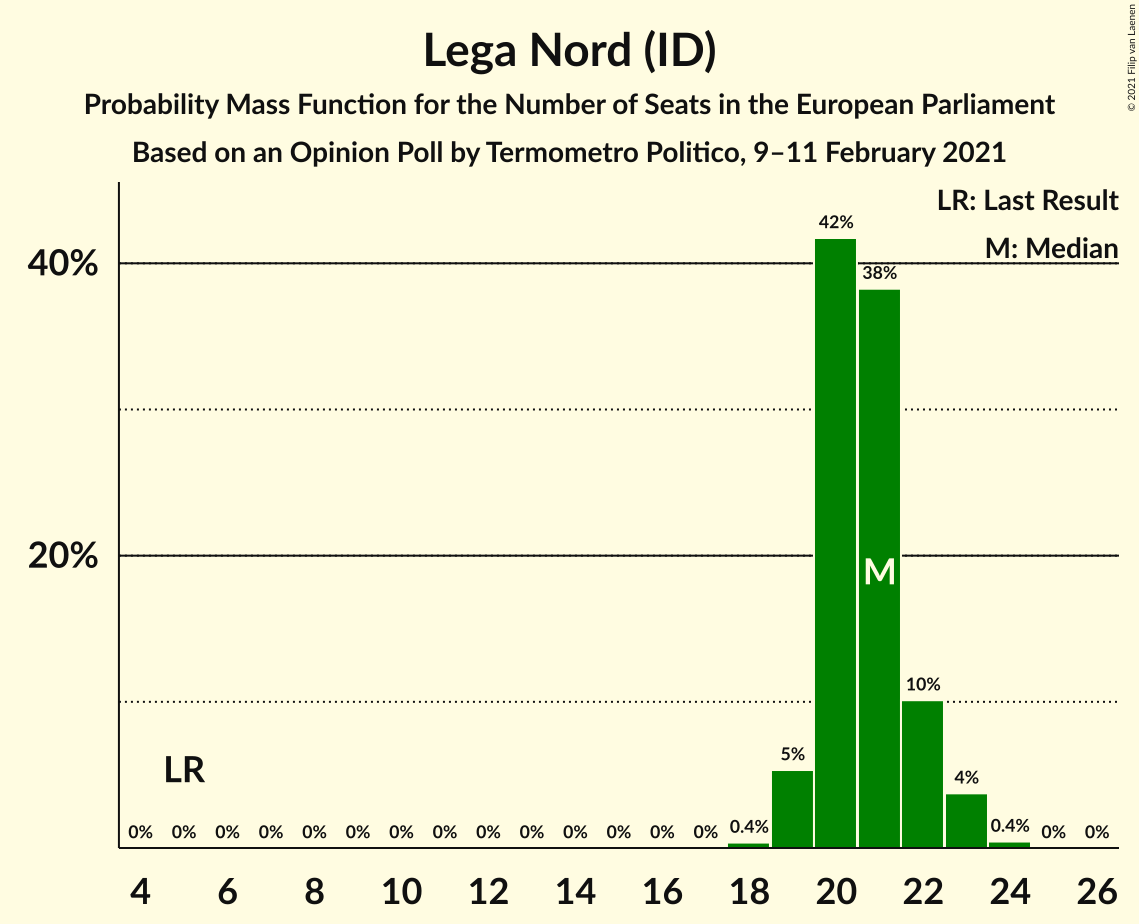 Lega Nord (ID)
Probability Mass Function for the Number of Seats in the European Parliament
Based on an Opinion Poll by Termometro Politico, 9–11 February 2021
© 2021 Filip van Laenen
LR: Last Result
M: Median
40%
20%
42%
38%
M
10%
5%
4%
LR
0% 0% 0% 0% 0% 0% 0% 0% 0% 0% 0% 0% 0% 0% 0.4% 0.4% 0% 0%
4 6 8 10 12 14 16 18 20 22 24 26